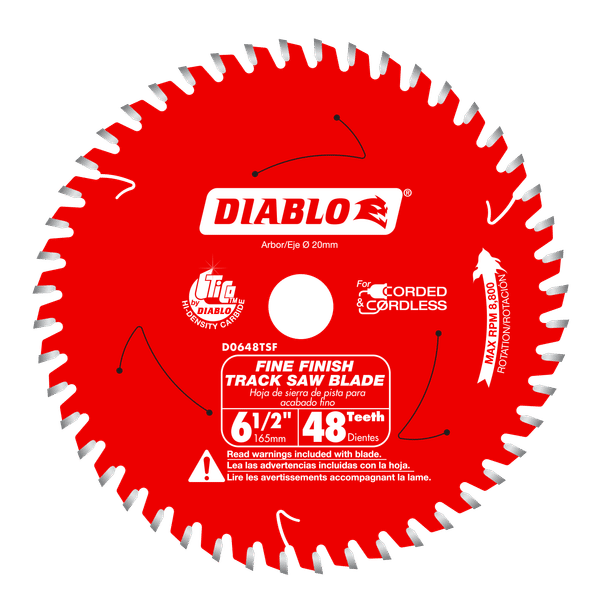 DIABLO®
Arbor/Eje Ø 20mm
TiCo™
by DIABLO
HI-DENSITY CARBIDE
For CORDED
& CORDLESS
MAX RPM 8,800
ROTATION/ROTACIÓN
D0648TSF
FINE FINISH
TRACK SAW BLADE
Hoja de sierra de pista para
acabado fino
6 1/2"
165mm
48 Teeth
Dientes
Read warnings included with blade.
Lea las advertencias incluidas con la hoja.
Lire les avertissements accompagnant la lame.